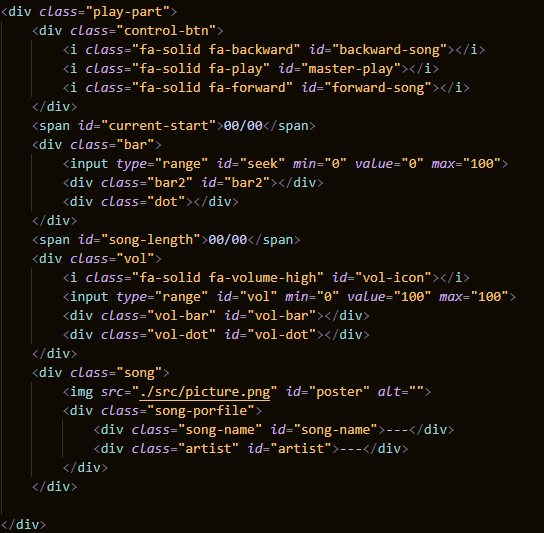 <div class="play-part">
<div class="control-btn">
<i class="fa-solid fa-backward" id="backward-song"></i>
<i class="fa-solid fa-play" id="master-play"></i>
<i class="fa-solid fa-forward" id="forward-song"></i>
</div>
<span id="current-start">00/00</span>
<div class="bar">
<input type="range" id="seek" min="0" value="0" max="100">
<div class="bar2" id="bar2"></div>
<div class="dot"></div>
</div>
<span id="song-length">00/00</span>
<div class="vol">
<i class="fa-solid fa-volume-high" id="vol-icon"></i>
<input type="range" id="vol" min="0" value="100" max="100">
<div class="vol-bar" id="vol-bar"></div>
<div class="vol-dot" id="vol-dot"></div>
</div>
<div class="song">
<img src="./src/picture.png" id="poster" alt="">
<div class="song-porfile">
<div class="song-name" id="song-name">---</div>
<div class="artist" id="artist">---</div>
</div>
</div>
</div>